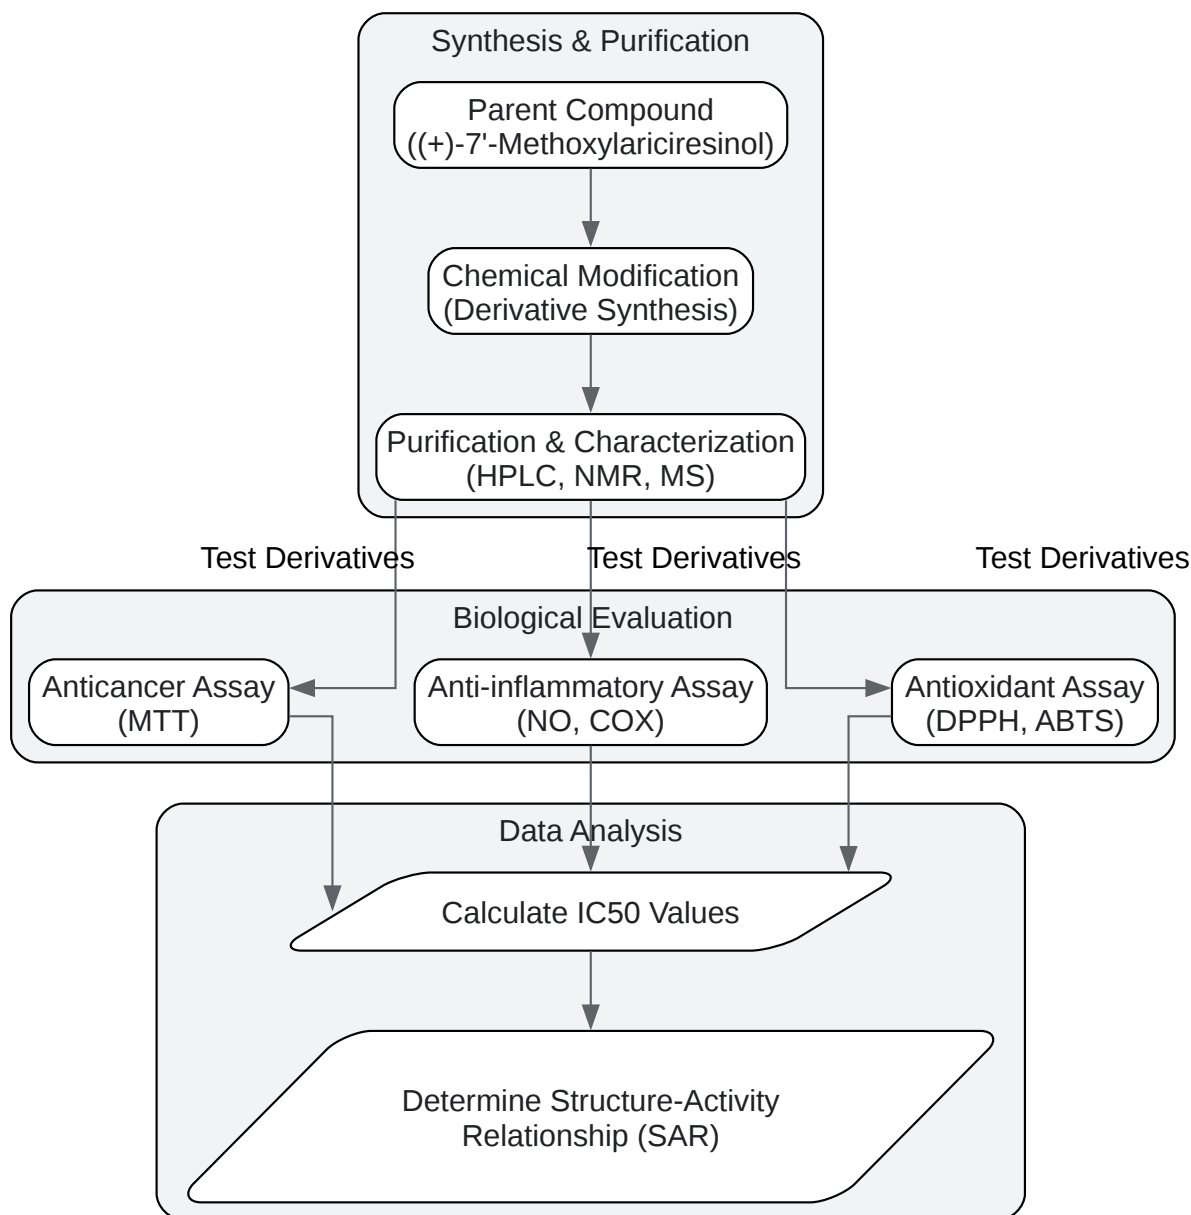 Synthesis & Purification
Parent Compound
((+)-7'-Methoxylariciresinol)
Chemical Modification
(Derivative Synthesis)
Purification & Characterization
(HPLC, NMR, MS)
Test Derivatives
Test Derivatives
Test Derivatives
Biological Evaluation
Anticancer Assay
(MTT)
Anti-inflammatory Assay
(NO, COX)
Antioxidant Assay
(DPPH, ABTS)
Data Analysis
Calculate IC50 Values
Determine Structure-Activity
Relationship (SAR)